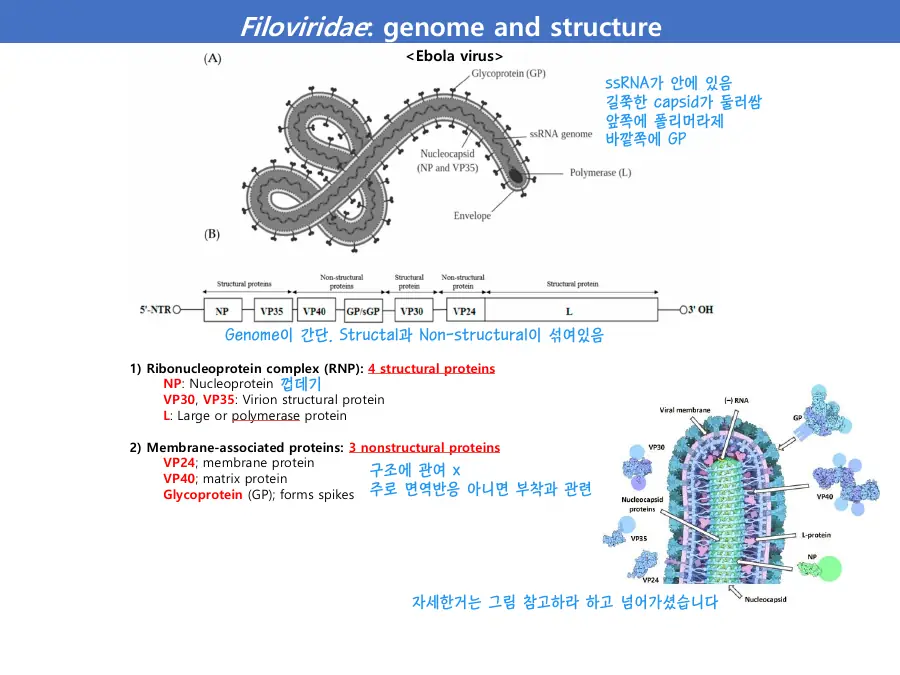 Filoviridae: genome and structure
(A)
<Ebola virus>
Glycoprotein (GP)
ssRNA가 안에 있음
길쭉한 capsid가 둘러쌈
앞쪽에 폴리머라제
바깥쪽에 GP
ssRNA genome
Nucleocapsid
(NP and VP35)
Polymerase (L)
Envelope
(B)
Structural proteins
Non-structural
proteins
Structural
protein
Non-structural
protein
Structural protein
5'-NTR
NP
VP35
VP40
GP/sGP
VP30
VP24
L
3' OH
Genome이 간단. Structal과 Non-structural이 섞여있음
1) Ribonucleoprotein complex (RNP): 4 structural proteins
NP: Nucleoprotein 껍데기
VP30, VP35: Virion structural protein
L: Large or polymerase protein
2) Membrane-associated proteins: 3 nonstructural proteins
VP24; membrane protein
VP40; matrix protein
Glycoprotein (GP); forms spikes
구조에 관여 x
주로 면역반응 아니면 부착과 관련
(−) RNA
Viral membrane
GP
VP30
VP40
Nucleocapsid
proteins
L-protein
VP35
NP
VP24
Nucleocapsid
자세한거는 그림 참고하라 하고 넘어가셨습니다